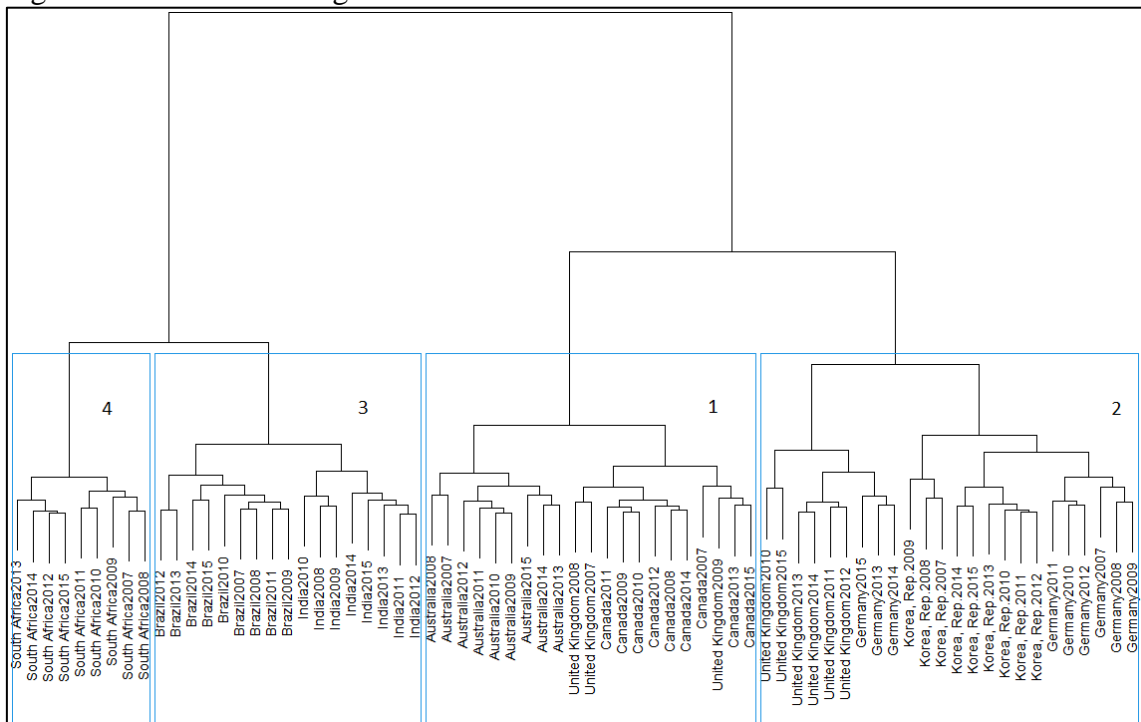 4
3
1
2
South Africa2013
South Africa2014
South Africa2012
South Africa2015
South Africa2011
South Africa2010
South Africa2009
South Africa2007
South Africa2008
Brazil2012
Brazil2013
Brazil2014
Brazil2015
Brazil2010
Brazil2007
Brazil2008
Brazil2011
Brazil2009
India2010
India2008
India2009
India2014
India2015
India2013
India2011
India2012
Australia2008
Australia2007
Australia2012
Australia2011
Australia2010
Australia2009
Australia2015
Australia2014
Australia2013
United Kingdom2008
United Kingdom2007
Canada2011
Canada2009
Canada2010
Canada2012
Canada2008
Canada2014
Canada2007
United Kingdom2009
Canada2013
Canada2015
United Kingdom2010
United Kingdom2015
United Kingdom2013
United Kingdom2014
United Kingdom2011
United Kingdom2012
Germany2015
Germany2013
Germany2014
Korea, Rep.2009
Korea, Rep.2008
Korea, Rep.2007
Korea, Rep.2014
Korea, Rep.2015
Korea, Rep.2013
Korea, Rep.2010
Korea, Rep.2011
Korea, Rep.2012
Germany2011
Germany2010
Germany2012
Germany2007
Germany2008
Germany2009